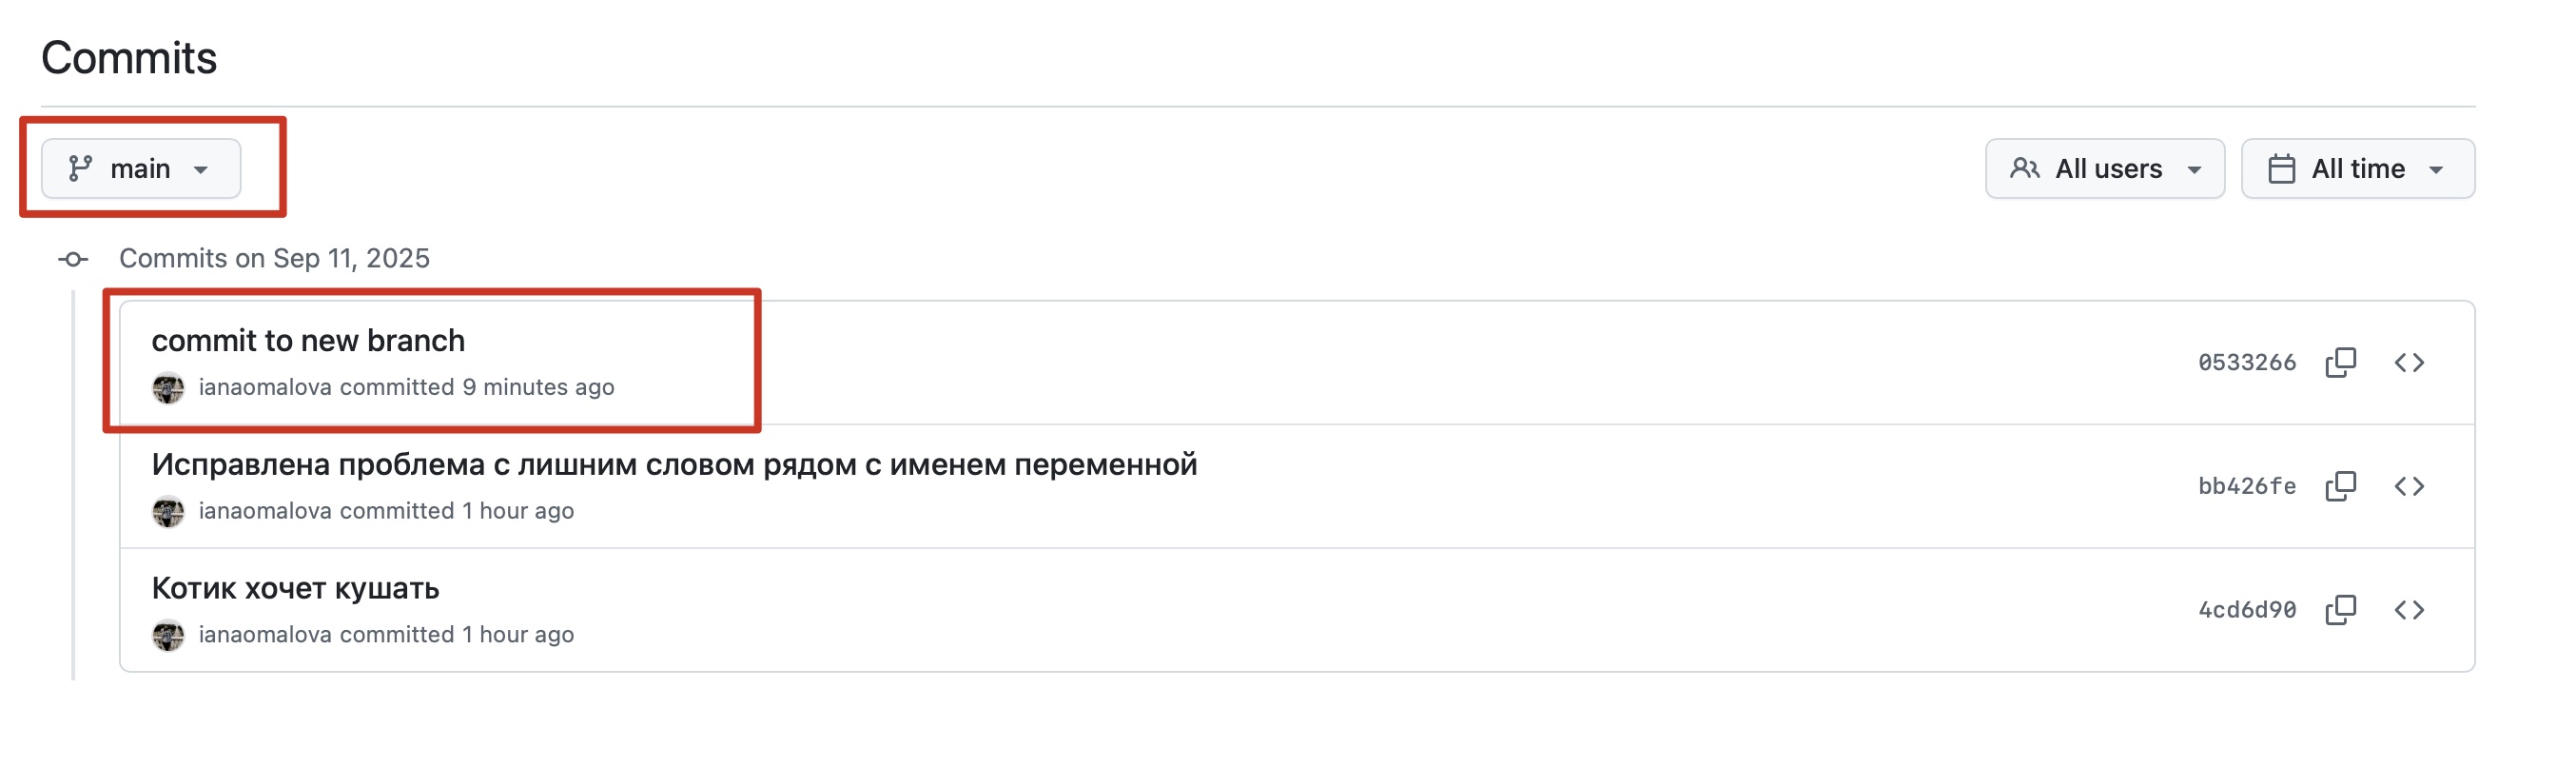 Commits
main
All users
All time
Commits on Sep 11, 2025
commit to new branch
ianaomalova committed 9 minutes ago
0533266
Исправлена проблема с лишним словом рядом с именем переменной
ianaomalova committed 1 hour ago
bb426fe
Котик хочет кушать
ianaomalova committed 1 hour ago
4cd6d90